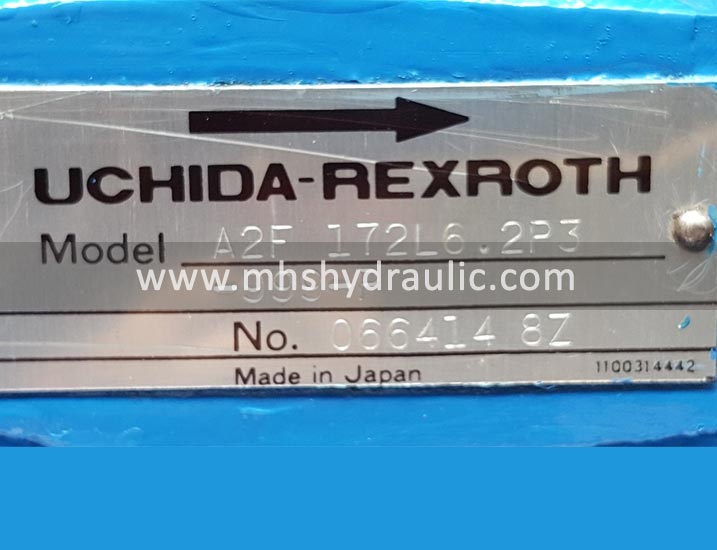 UCHIDA-REXROTH
Model A2F 172L6.2P3
www.mhshydraulic.com
No. 066414 8Z
Made in Japan
1100314442